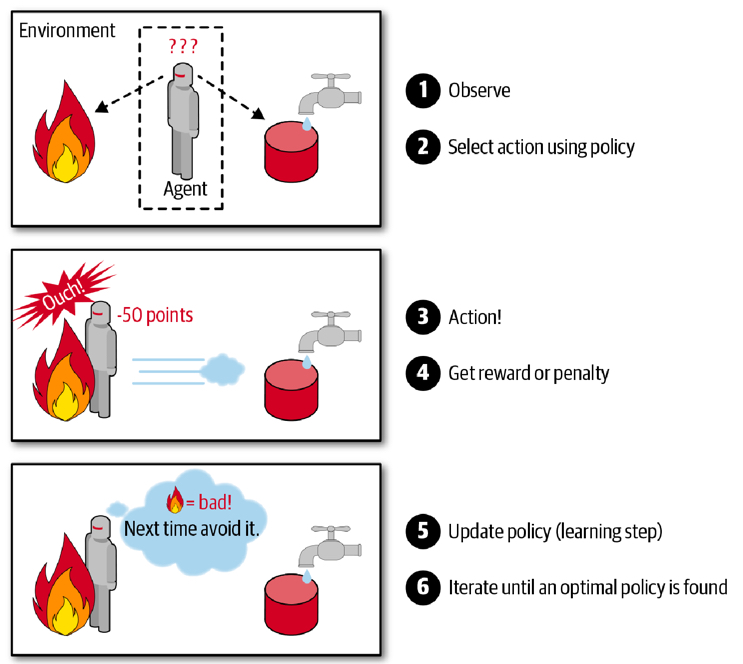 Environment
???
Agent
1 Observe
2 Select action using policy
Ouch!
-50 points
3 Action!
4 Get reward or penalty
= bad!
Next time avoid it.
5 Update policy (learning step)
6 Iterate until an optimal policy is found